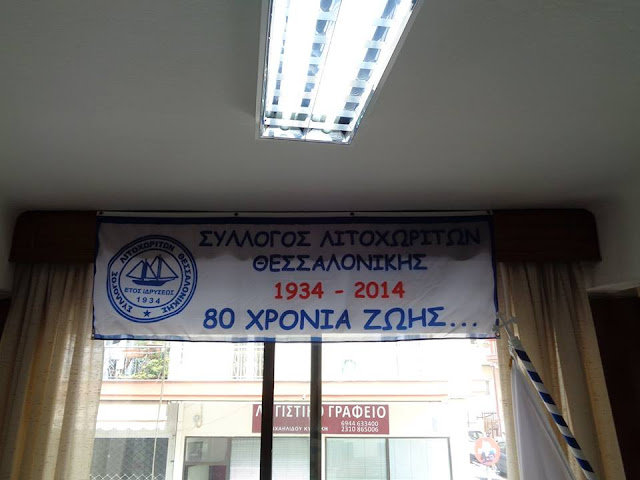 ΣΥΛΛΟΓΟΣ ΛΙΤΟΧΩΡΙΤΩΝ
ΘΕΣΣΑΛΟΝΙΚΗΣ
1934 - 2014
80 ΧΡΟΝΙΑ ΖΩΗΣ...
ΣΥΛΛΟΓΟΣ ΛΙΤΟΧΩΡΙΤΩΝ ΘΕΣΣΑΛΟΝΙΚΗΣ
ΕΤΟΣ ΙΔΡΥΣΕΩΣ
1934
ΛΟΓΙΣΤΙΚΟ ΓΡΑΦΕΙΟ
6944 633400
2310 865006